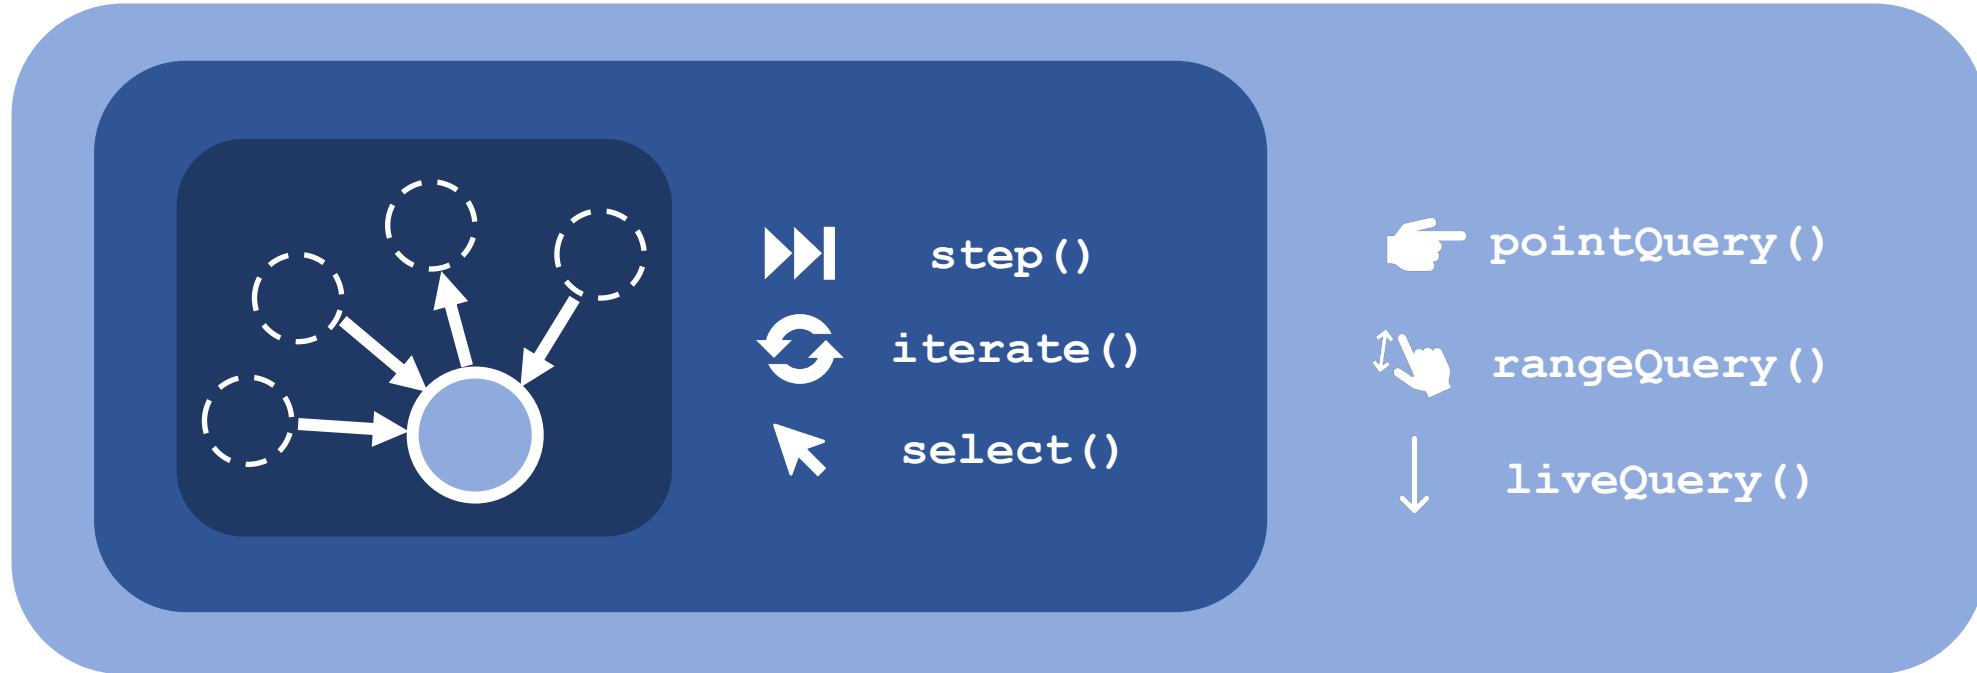 step()
iterate()
select()
pointQuery()
rangeQuery()
liveQuery()